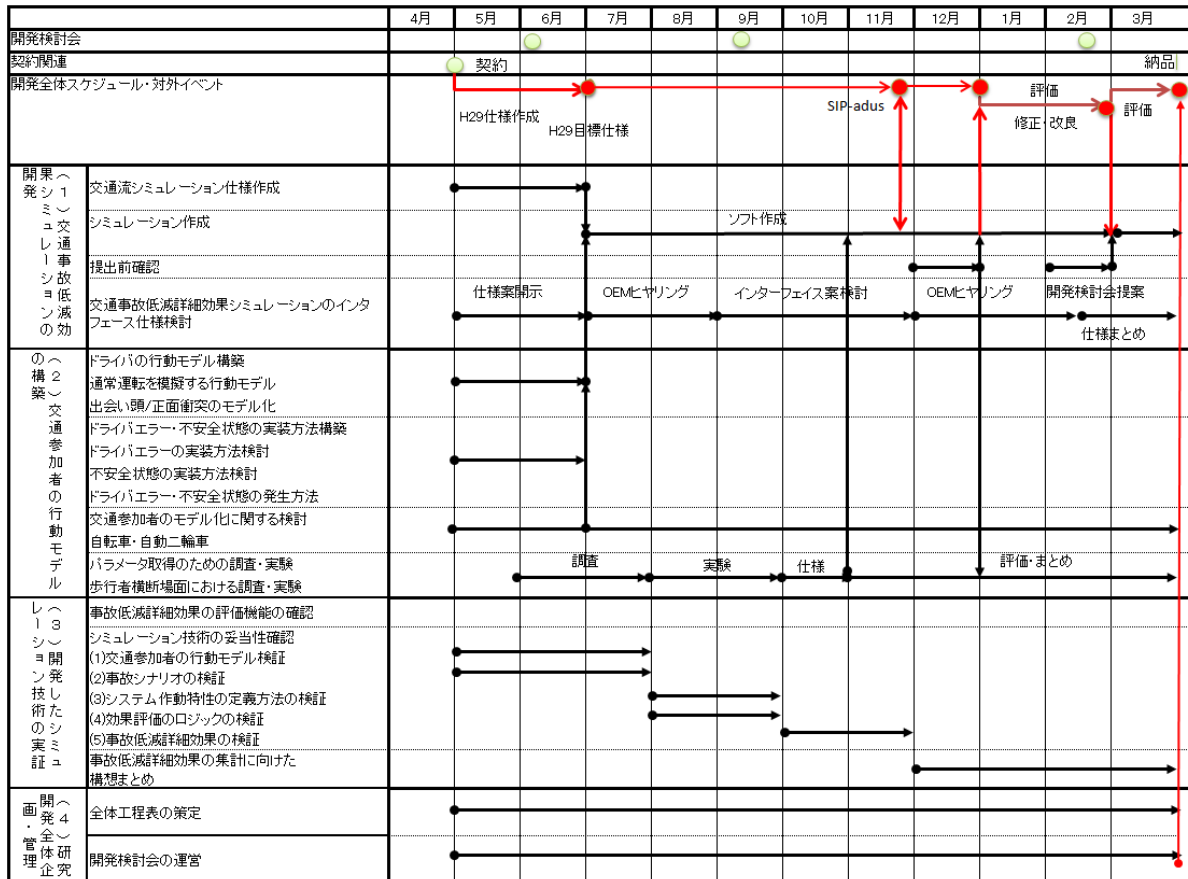 4月 5月 6月 7月 8月 9月 10月 11月 12月 1月 2月 3月
開発検討会
契約関連
契約
納品
開発全体スケジュール・対外イベント
H29仕様作成
H29目標仕様
SIP-adus
評価
修正・改良
評価
（１）交通事故低減効果シミュレーションの開発
交通流シミュレーション仕様作成
シミュレーション作成
ソフト作成
提出前確認
交通事故低減詳細効果シミュレーションのインタ
フェース仕様検討
仕様案開示
OEMヒヤリング
インターフェイス案検討
OEMヒヤリング
開発検討会提案
仕様まとめ
（２）交通参加者の行動モデルの構築
ドライバの行動モデル構築
通常運転を模擬する行動モデル
出会い頭/正面衝突のモデル化
ドライバエラー・不安全状態の実装方法構築
ドライバエラーの実装方法検討
不安全状態の実装方法検討
ドライバエラー・不安全状態の発生方法
交通参加者のモデル化に関する検討
自転車・自動二輪車
パラメータ取得のための調査・実験
歩行者横断場面における調査・実験
調査
実験
仕様
評価・まとめ
（３）開発したシミュレーション技術の実証
事故低減詳細効果の評価機能の確認
シミュレーション技術の妥当性確認
(1)交通参加者の行動モデル検証
(2)事故シナリオの検証
(3)システム作動特性の定義方法の検証
(4)効果評価のロジックの検証
(5)事故低減詳細効果の検証
事故低減詳細効果の集計に向けた
構想まとめ
（４）研究開発全体企画・管理
全体工程表の策定
開発検討会の運営